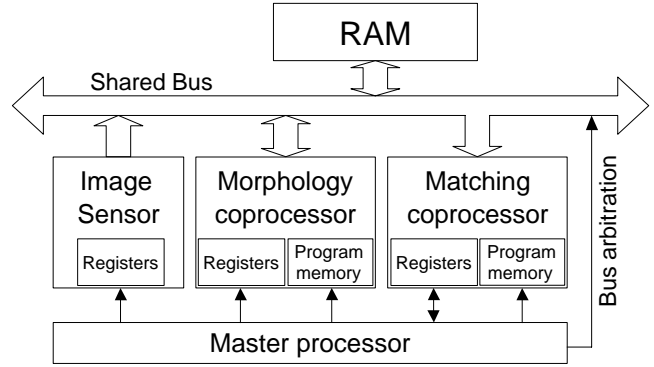 RAM
Shared Bus
Image
Sensor
Registers
Morphology
coprocessor
Registers
Program
memory
Matching
coprocessor
Registers
Program
memory
Bus arbitration
Master processor